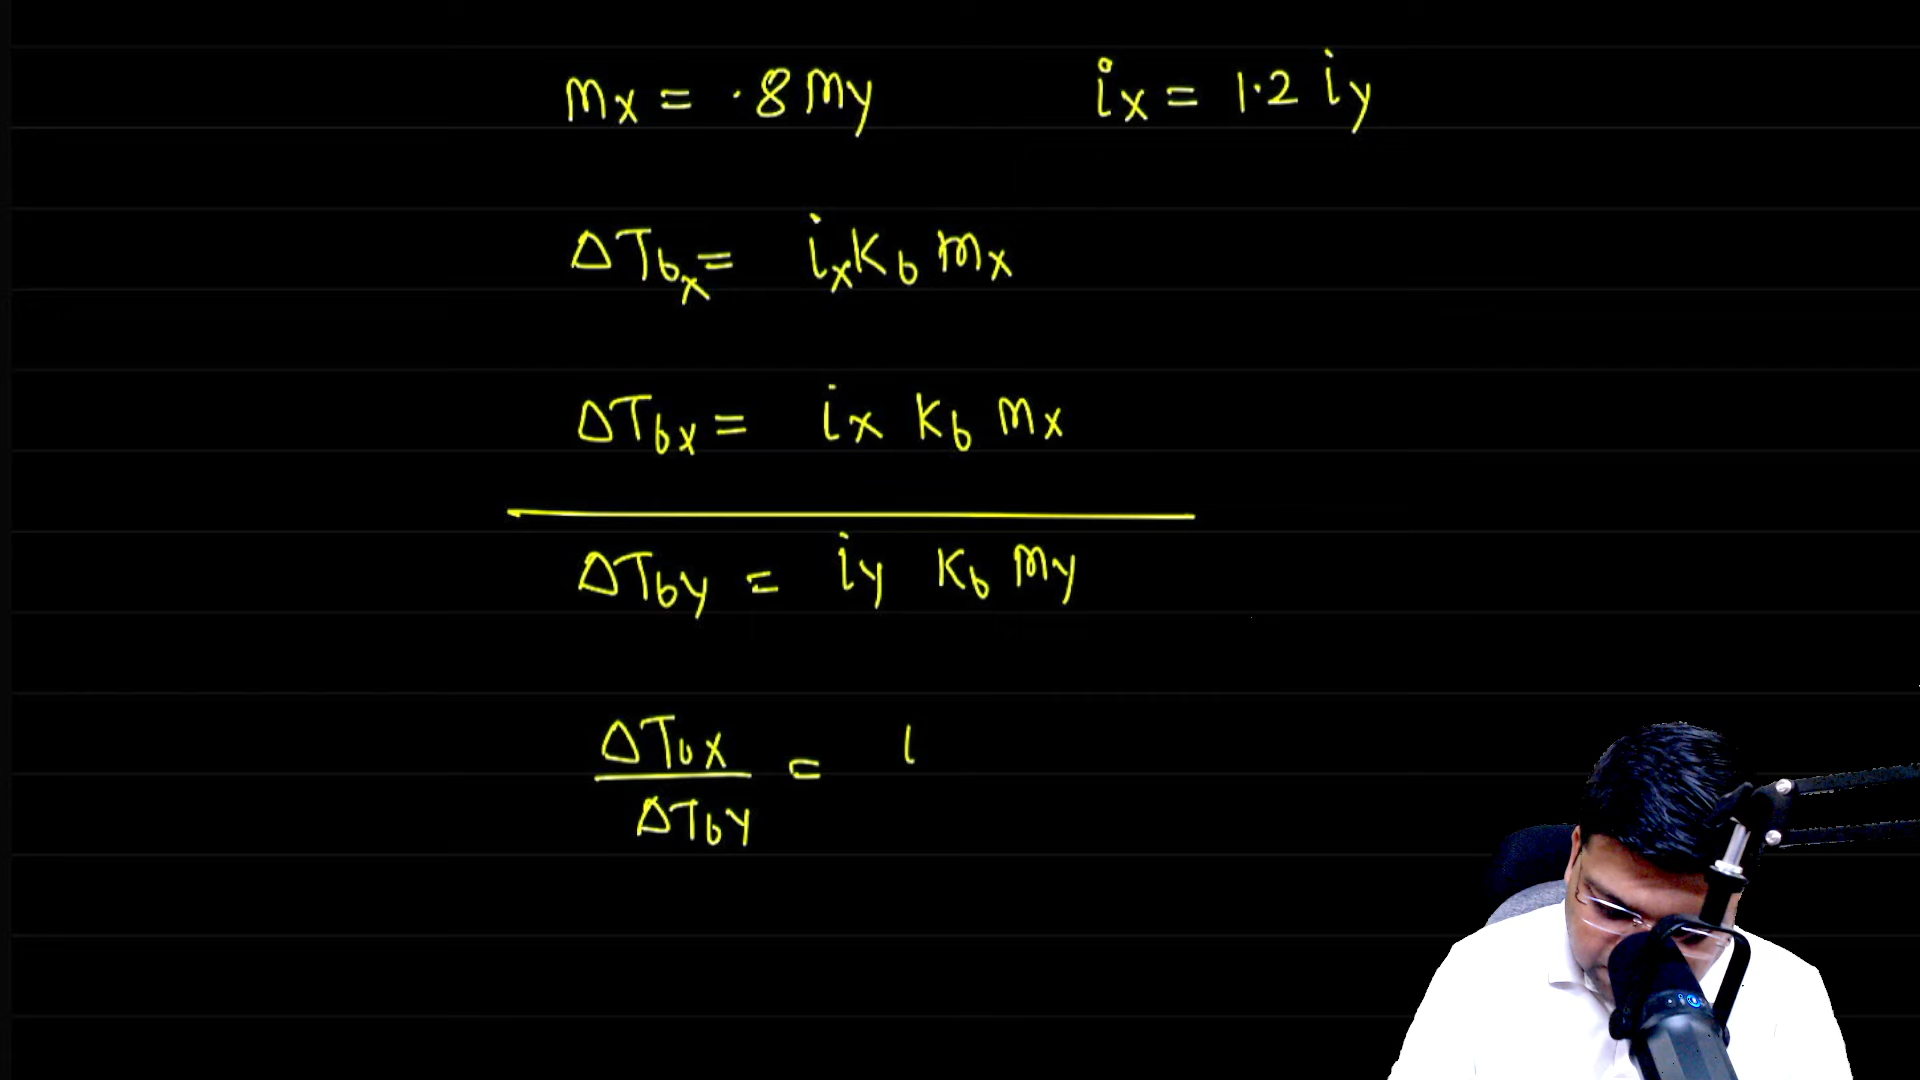 mx = .8 my ix = 1.2 iy
ΔTbx = ix Kb mx
ΔTbx = ix Kb mx
ΔTby = iy Kb my
ΔTbx / ΔTby = i